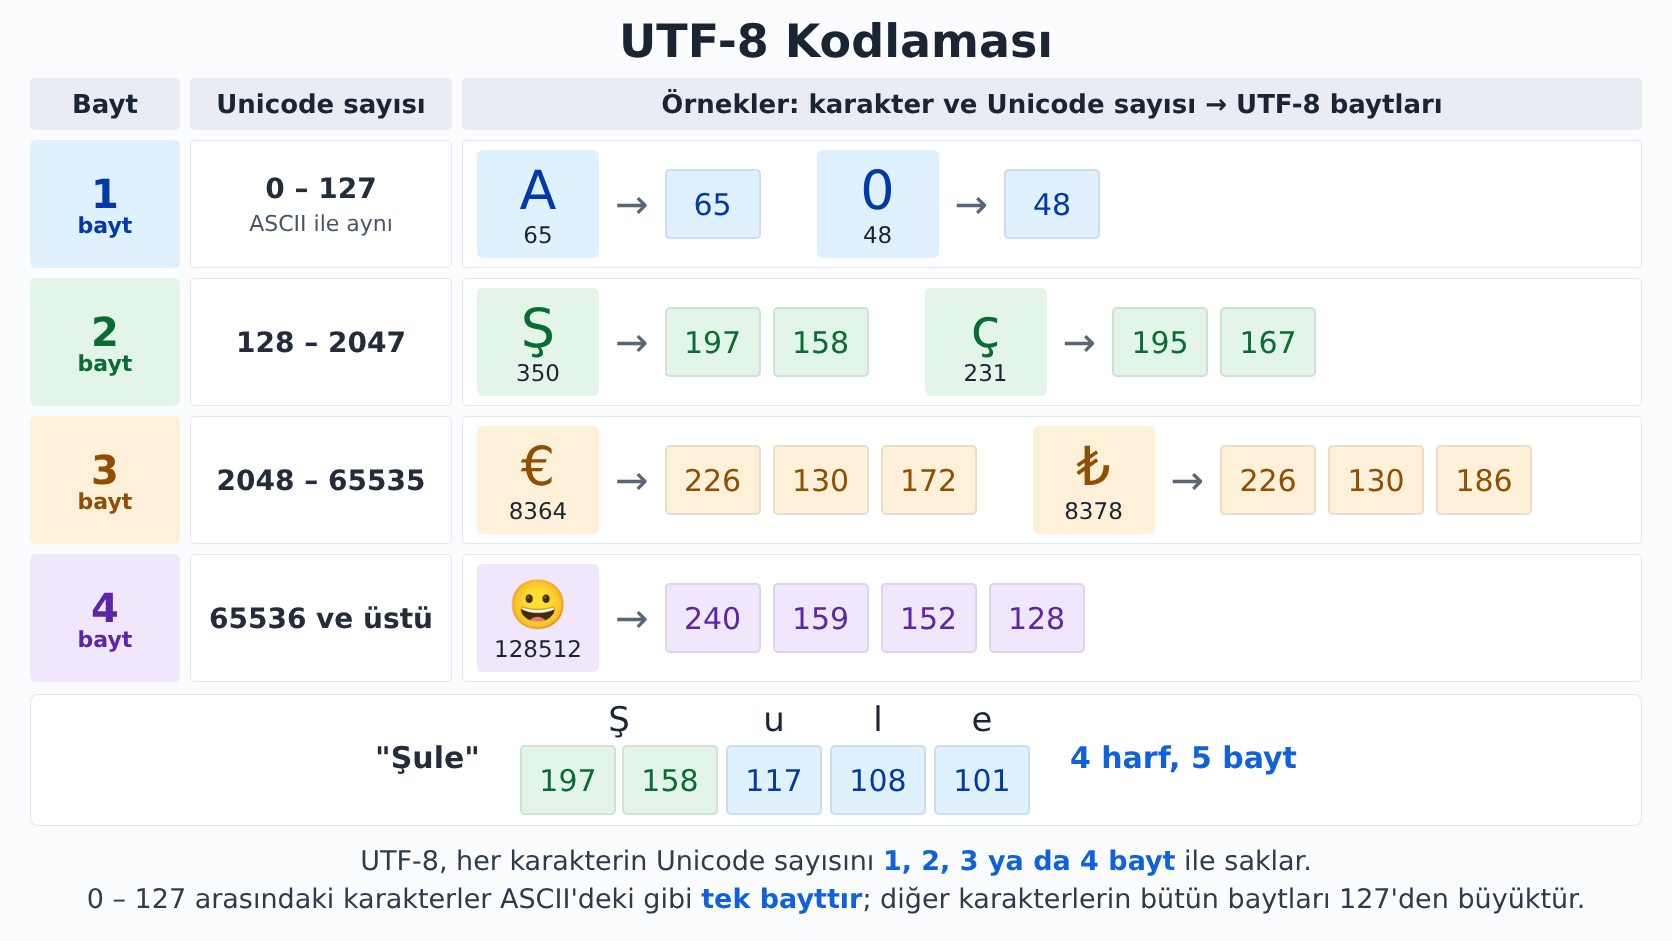 UTF-8 Kodlaması
Bayt Unicode sayısı Örnekler: karakter ve Unicode sayısı → UTF-8 baytları
1 bayt
0 – 127
ASCII ile aynı
A → 65 0 → 48
65 48
2 bayt
128 – 2047
Ş → 197 158 ç → 195 167
350 231
3 bayt
2048 – 65535
€ → 226 130 172 ₺ → 226 130 186
8364 8378
4 bayt
65536 ve üstü
😀 → 240 159 152 128
128512
Ş u l e
"Şule" 197 158 117 108 101 4 harf, 5 bayt
UTF-8, her karakterin Unicode sayısını 1, 2, 3 ya da 4 bayt ile saklar.
0 – 127 arasındaki karakterler ASCII'deki gibi tek bayttır; diğer karakterlerin bütün baytları 127'den büyüktür.